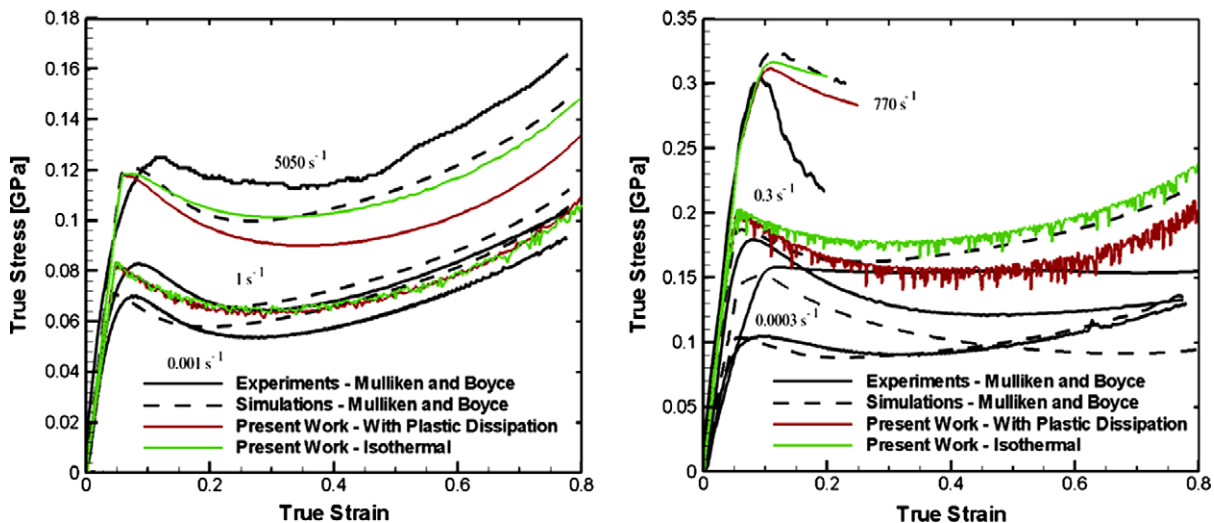 0.18
0.16
0.14
0.12
0.1
0.08
0.06
0.04
0.02
0
True Stress [GPa]
5050 s⁻¹
1 s⁻¹
0.001 s⁻¹
Experiments - Mulliken and Boyce
Simulations - Mulliken and Boyce
Present Work - With Plastic Dissipation
Present Work - Isothermal
0 0.2 0.4 0.6 0.8
True Strain
0.35
0.3
0.25
0.2
0.15
0.1
0.05
0
True Stress [GPa]
770 s⁻¹
0.3 s⁻¹
0.0003 s⁻¹
Experiments - Mulliken and Boyce
Simulations - Mulliken and Boyce
Present Work - With Plastic Dissipation
Present Work - Isothermal
0 0.2 0.4 0.6 0.8
True Strain